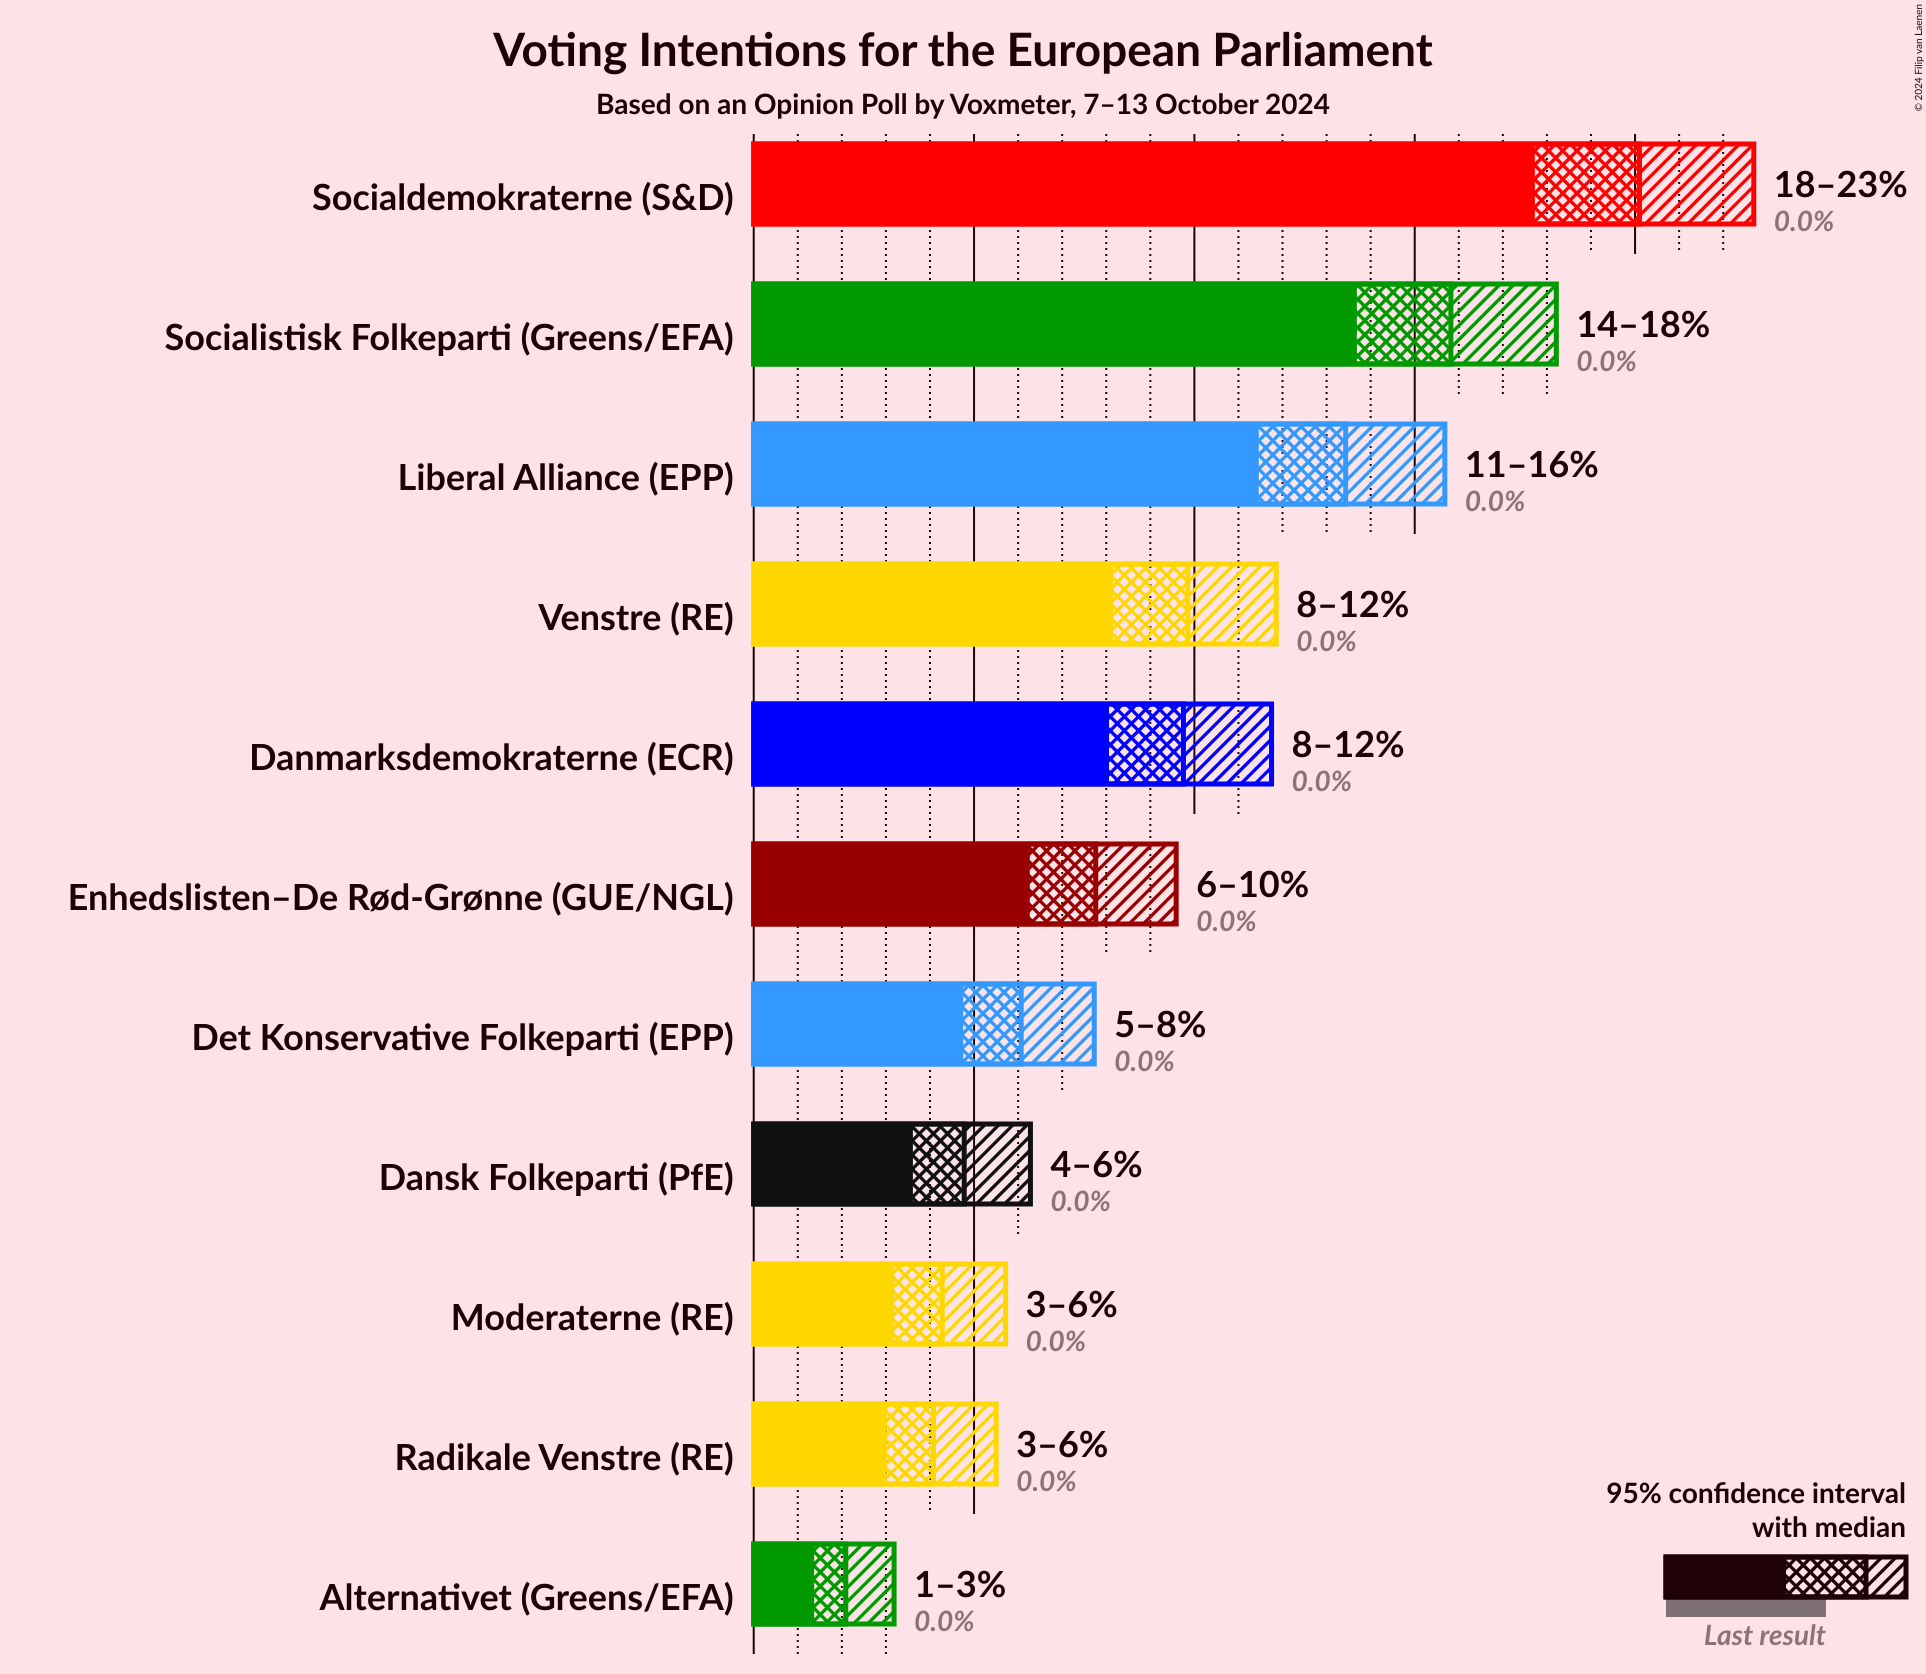 Voting Intentions for the European Parliament
Based on an Opinion Poll by Voxmeter, 7–13 October 2024
© 2024 Filip van Laenen
Socialdemokraterne (S&D)
18–23%
0.0%
Socialistisk Folkeparti (Greens/EFA)
14–18%
0.0%
Liberal Alliance (EPP)
11–16%
0.0%
Venstre (RE)
8–12%
0.0%
Danmarksdemokraterne (ECR)
8–12%
0.0%
Enhedslisten–De Rød-Grønne (GUE/NGL)
6–10%
0.0%
Det Konservative Folkeparti (EPP)
5–8%
0.0%
Dansk Folkeparti (PfE)
4–6%
0.0%
Moderaterne (RE)
3–6%
0.0%
Radikale Venstre (RE)
3–6%
0.0%
Alternativet (Greens/EFA)
1–3%
0.0%
95% confidence interval
with median
Last result